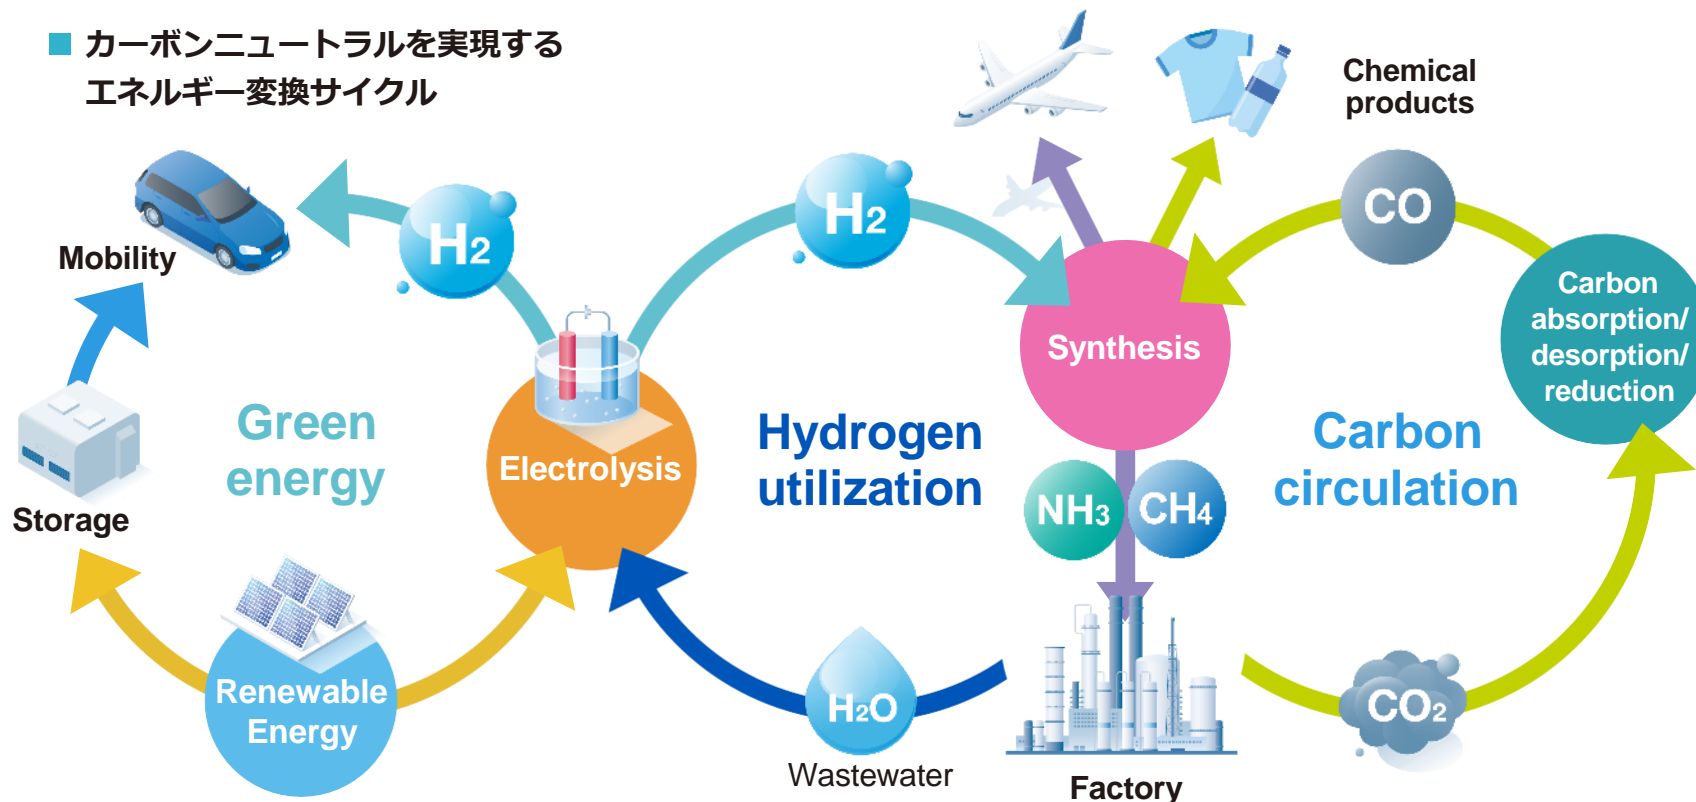 カーボンニュートラルを実現する
エネルギー変換サイクル
Chemical
products
H2
H2
CO
Mobility
Carbon
absorption/
desorption/
reduction
Synthesis
Green
energy
Hydrogen
utilization
Carbon
circulation
Electrolysis
Storage
NH3
CH4
Renewable
Energy
H2O
CO2
Wastewater
Factory